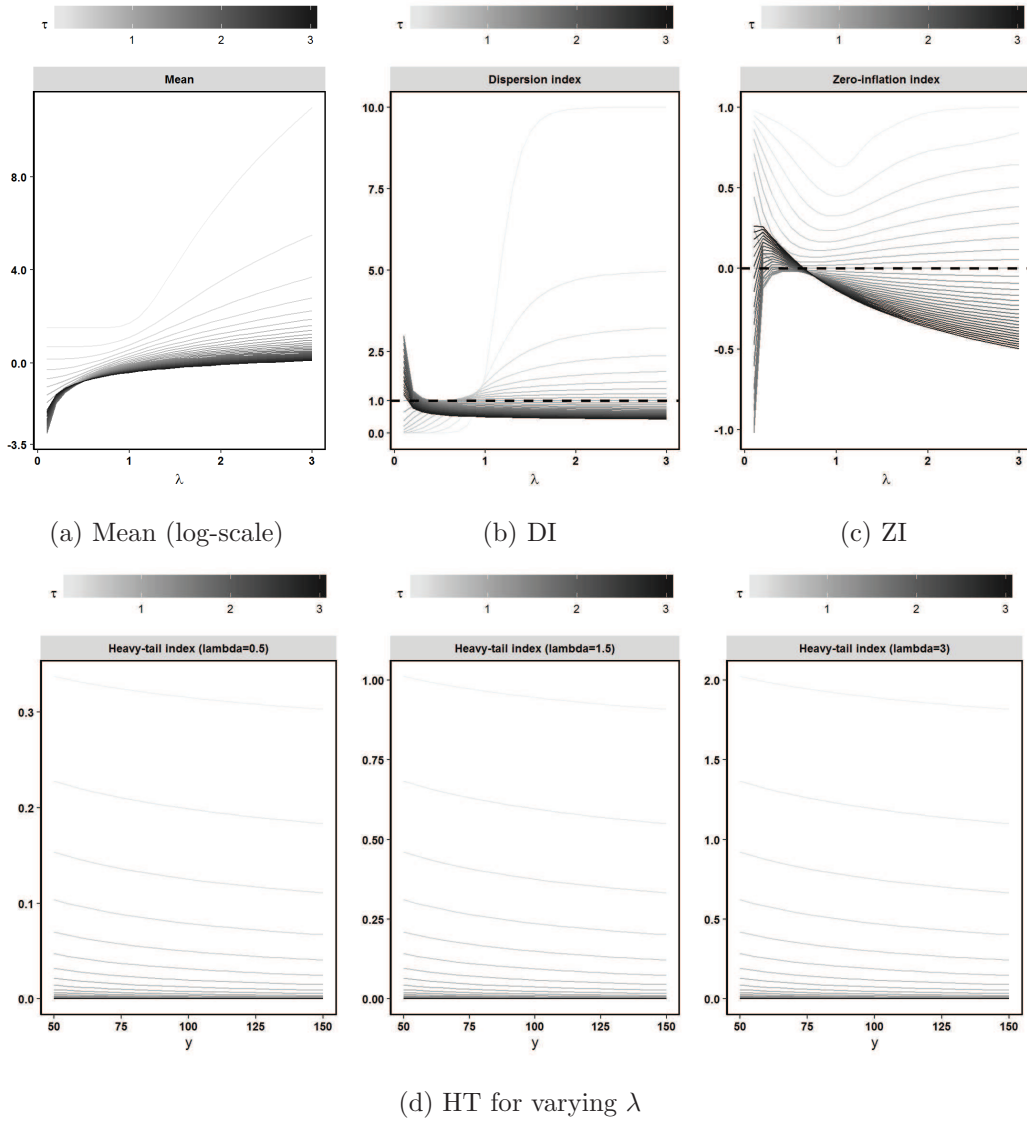 τ
1 2 3
τ
1 2 3
τ
1 2 3
Mean
Dispersion index
Zero-inflation index
8.0
4.0
0.0
-3.5
0 1 2 3
λ
10.0
7.5
5.0
2.5
1.0
0.0
0 1 2 3
λ
1.0
0.5
0.0
-0.5
-1.0
0 1 2 3
λ
(a) Mean (log-scale)
(b) DI
(c) ZI
τ
1 2 3
τ
1 2 3
τ
1 2 3
Heavy-tail index (lambda=0.5)
Heavy-tail index (lambda=1.5)
Heavy-tail index (lambda=3)
0.3
0.2
0.1
0.0
50 75 100 125 150
y
1.00
0.75
0.50
0.25
0.00
50 75 100 125 150
y
2.0
1.5
1.0
0.5
0.0
50 75 100 125 150
y
(d) HT for varying λ